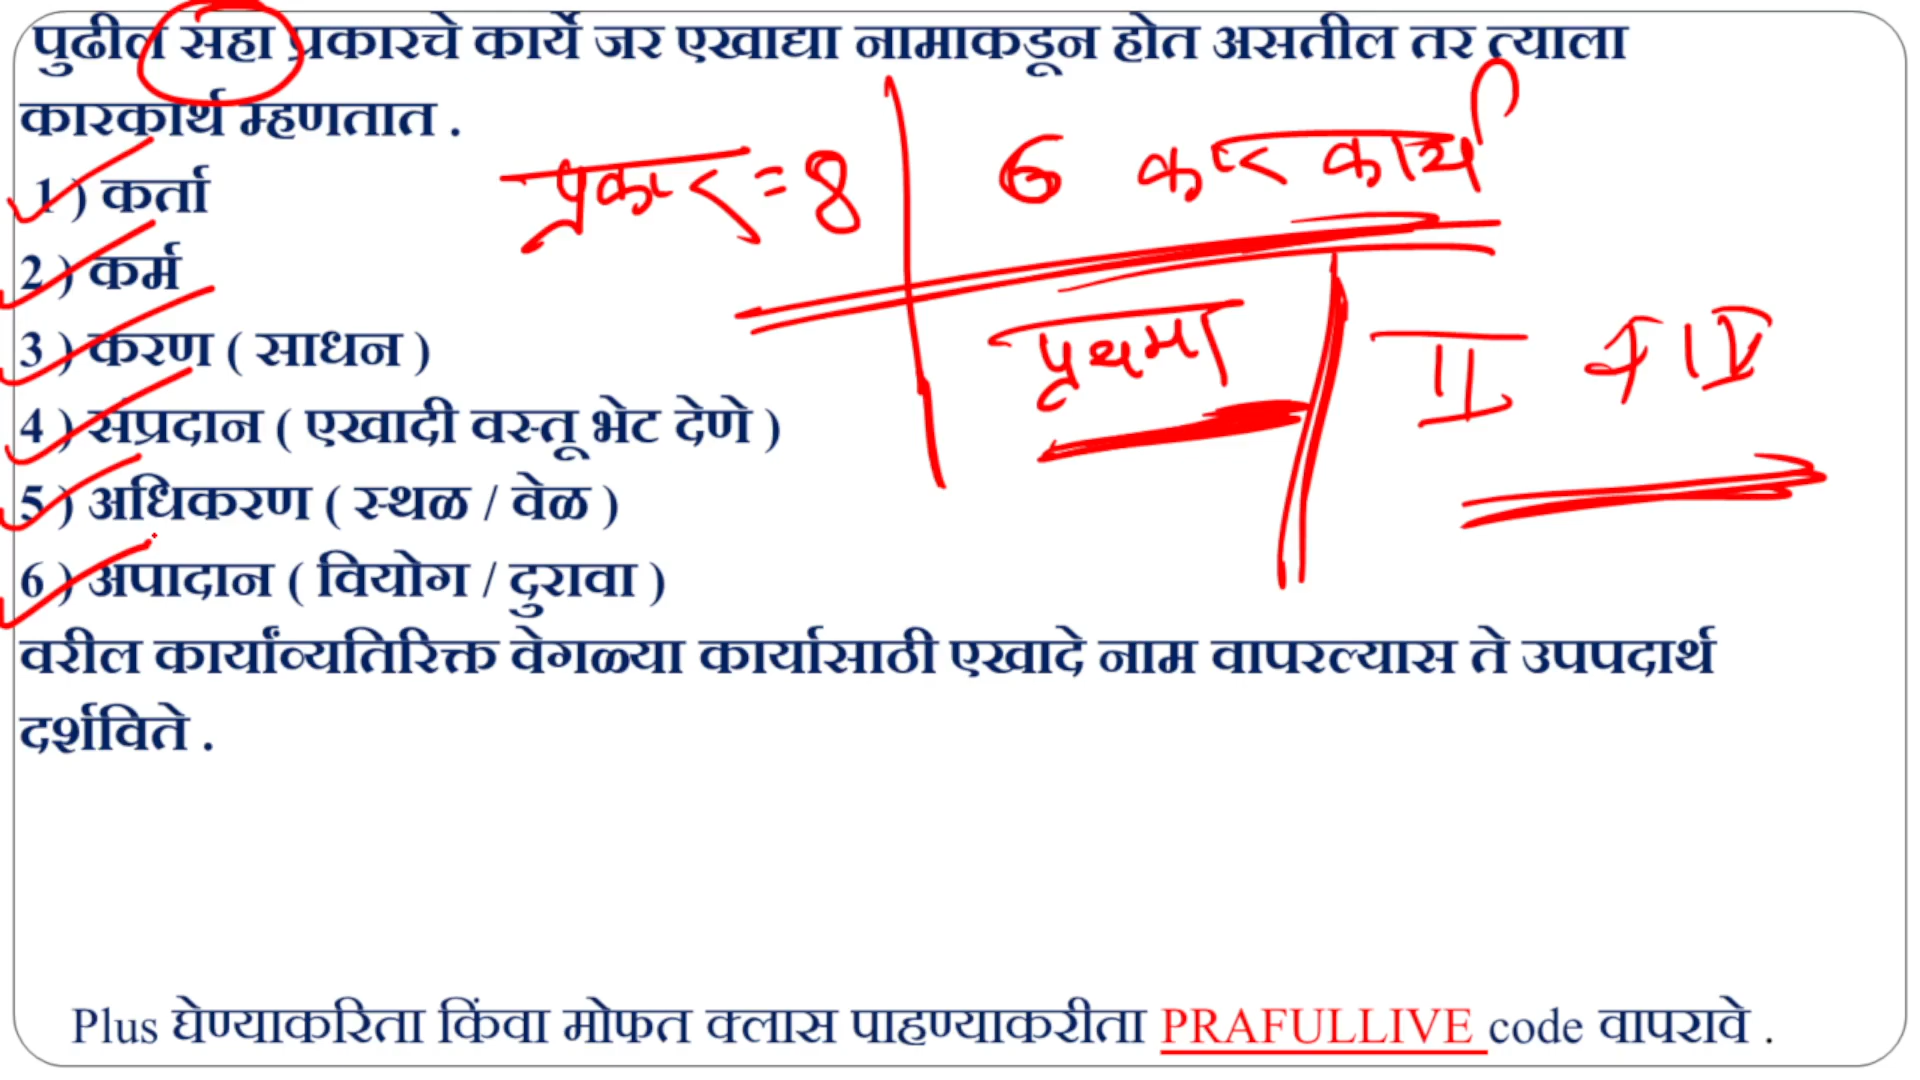 पुढील सहा प्रकारचे कार्ये जर एखाद्या नामाकडून होत असतील तर त्याला
कारकार्थ म्हणतात .
प्रकार = 8
6 कारकार्य
1 ) कर्ता
2 ) कर्म
प्रथमा
II
IV
3 ) करण ( साधन )
4 ) संप्रदान ( एखादी वस्तू भेट देणे )
5 ) अधिकरण ( स्थळ / वेळ )
6 ) अपादान ( वियोग / दुरावा )
वरील कार्यांव्यतिरिक्त वेगळ्या कार्यासाठी एखादे नाम वापरल्यास ते उपपदार्थ
दर्शविते .
Plus घेण्याकरिता किंवा मोफत क्लास पाहण्याकरीता PRAFULLIVE code वापरावे .